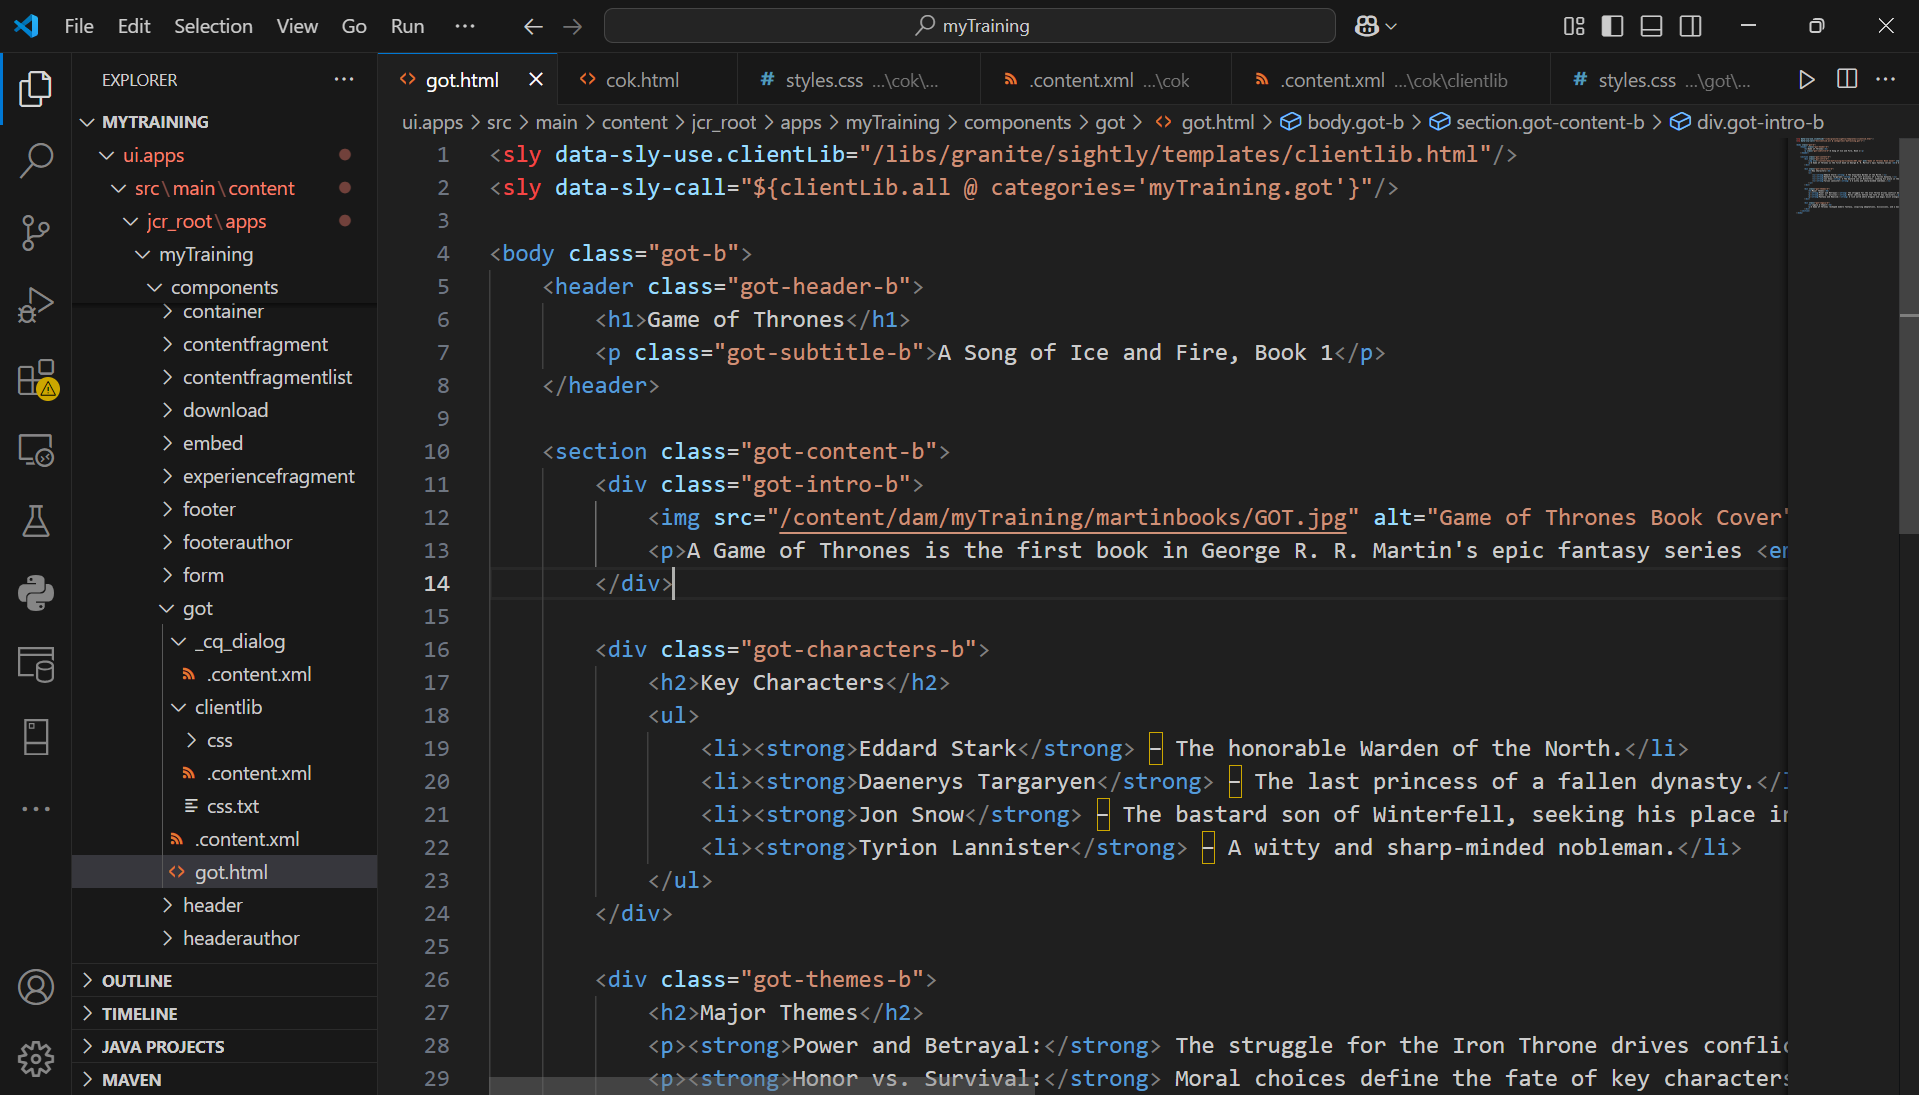 File Edit Selection View Go Run ··· myTraining
EXPLORER ···
got.html cok.html # styles.css ...\cok\... .content.xml ...\cok .content.xml ...\cok\clientlib # styles.css ...\got\... ···
ui.apps > src > main > content > jcr_root > apps > myTraining > components > got > got.html > body.got-b > section.got-content-b > div.got-intro-b
MYTRAINING
ui.apps
src\main\content
jcr_root\apps
myTraining
components
container
contentfragment
contentfragmentlist
download
embed
experiencefragment
footer
footerauthor
form
got
_cq_dialog
.content.xml
clientlib
css
.content.xml
css.txt
.content.xml
got.html
header
headerauthor
OUTLINE
TIMELINE
JAVA PROJECTS
MAVEN
1 <sly data-sly-use.clientLib="/libs/granite/sightly/templates/clientlib.html"/>
2 <sly data-sly-call="${clientLib.all @ categories='myTraining.got'}"/>
3
4 <body class="got-b">
5 <header class="got-header-b">
6 <h1>Game of Thrones</h1>
7 <p class="got-subtitle-b">A Song of Ice and Fire, Book 1</p>
8 </header>
9
10 <section class="got-content-b">
11 <div class="got-intro-b">
12 <img src="/content/dam/myTraining/martinbooks/GOT.jpg" alt="Game of Thrones Book Cover"
13 <p>A Game of Thrones is the first book in George R. R. Martin's epic fantasy series <em
14 </div>
15
16 <div class="got-characters-b">
17 <h2>Key Characters</h2>
18 <ul>
19 <li><strong>Eddard Stark</strong> – The honorable Warden of the North.</li>
20 <li><strong>Daenerys Targaryen</strong> – The last princess of a fallen dynasty.</l
21 <li><strong>Jon Snow</strong> – The bastard son of Winterfell, seeking his place in
22 <li><strong>Tyrion Lannister</strong> – A witty and sharp-minded nobleman.</li>
23 </ul>
24 </div>
25
26 <div class="got-themes-b">
27 <h2>Major Themes</h2>
28 <p><strong>Power and Betrayal:</strong> The struggle for the Iron Throne drives conflic
29 <p><strong>Honor vs. Survival:</strong> Moral choices define the fate of key characters